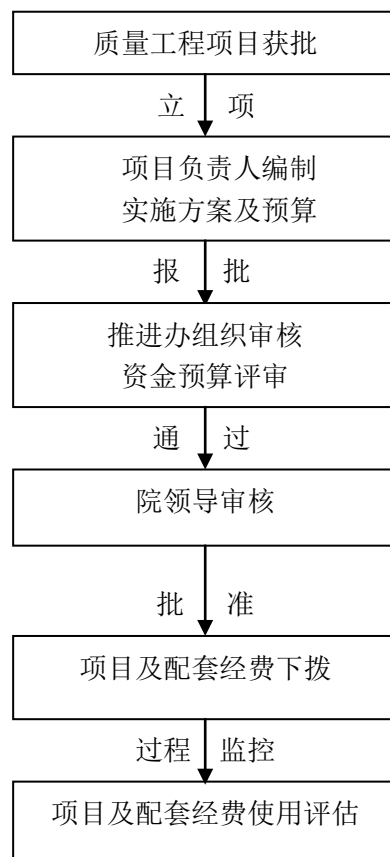 质量工程项目获批
立 项
项目负责人编制
实施方案及预算
报 批
推进办组织审核
资金预算评审
通 过
院领导审核
批 准
项目及配套经费下拨
过程 监控
项目及配套经费使用评估